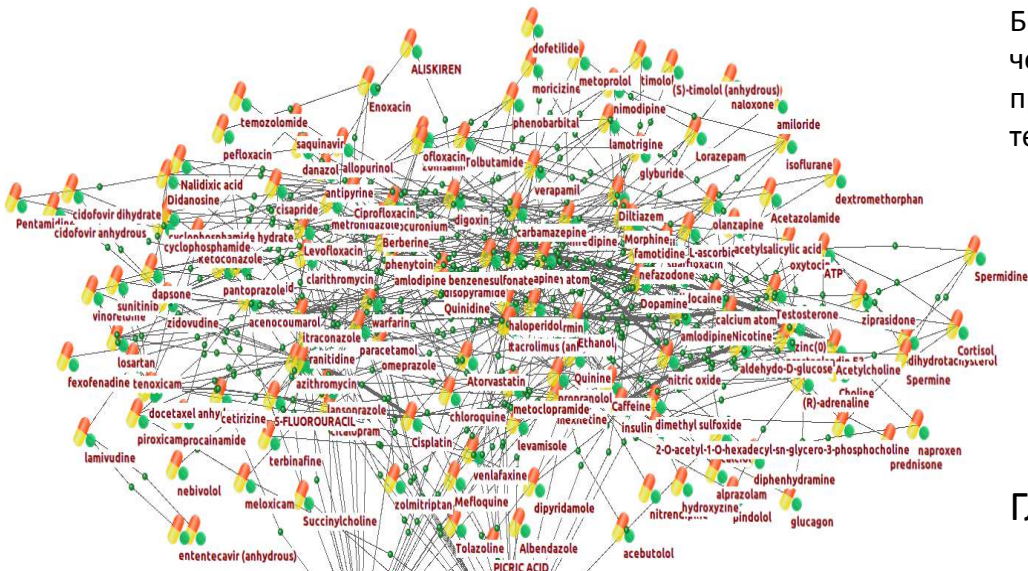 dofetilide
moricizine
metoprolol
timolol
(S)-timolol (anhydrous)
naloxone
ALISKIREN
Enoxacin
nimodipine
phenobarbital
amiloride
temozolomide
pefloxacin
saquinavir
danazol
allopurinol
ofloxacin
Tolbutamide
lamotrigine
Lorazepam
glyburide
isoflurane
verapamil
dextromethorphan
Nalidixic acid
Didanosine
antipyrine
Pentamidine
cidofovir dihydrate
cidofovir anhydrous
cisapride
Ciprofloxacin
metronidazole
digoxin
carbamazepine
Diltiazem
Acetazolamide
olanzapine
Morphine
famotidine
L-ascorbic
acetylsalicylic acid
cyclophosphamide
Levofloxacin
Berberine
phenytoin
ketoconazole
clarithromycin
amlodipine benzenesulfonate
atom
nefazodone
ATP
Spermidine
dapsone
sunitinib
pantoprazole
disopyramide
Quinidine
Dopamine
Testosterone
calcium atom
ziprasidone
zidovudine
acenocoumarol
warfarin
haloperidol
Ethanol
amlodipine
Nicotine
zinc(0)
Cortisol
dihydrotachysterol
itraconazole
paracetamol
losartan
ranitidine
omeprazole
nitric oxide
aldehydo-D-glucose
Acetylcholine
Choline
Spermine
fexofenadine
tenoxicam
azithromycin
Atorvastatin
Quinine
propranolol
Caffeine
(R)-adrenaline
cetirizine
5-FLUOROURACIL
lansoprazole
chloroquine
metoclopramide
insulin
dimethyl sulfoxide
piroxicam
procainamide
Cisplatin
levamisole
2-O-acetyl-1-O-hexadecyl-sn-glycero-3-phosphocholine
naproxen
prednisone
lamivudine
terbinafine
venlafaxine
diphenhydramine
nebivolol
meloxicam
Succinylcholine
zolmitriptan
Mefloquine
dipyridamole
alprazolam
hydroxyzine
pindolol
glucagon
ententecavir (anhydrous)
Tolazoline
Albendazole
acebutolol
PICRIC ACID